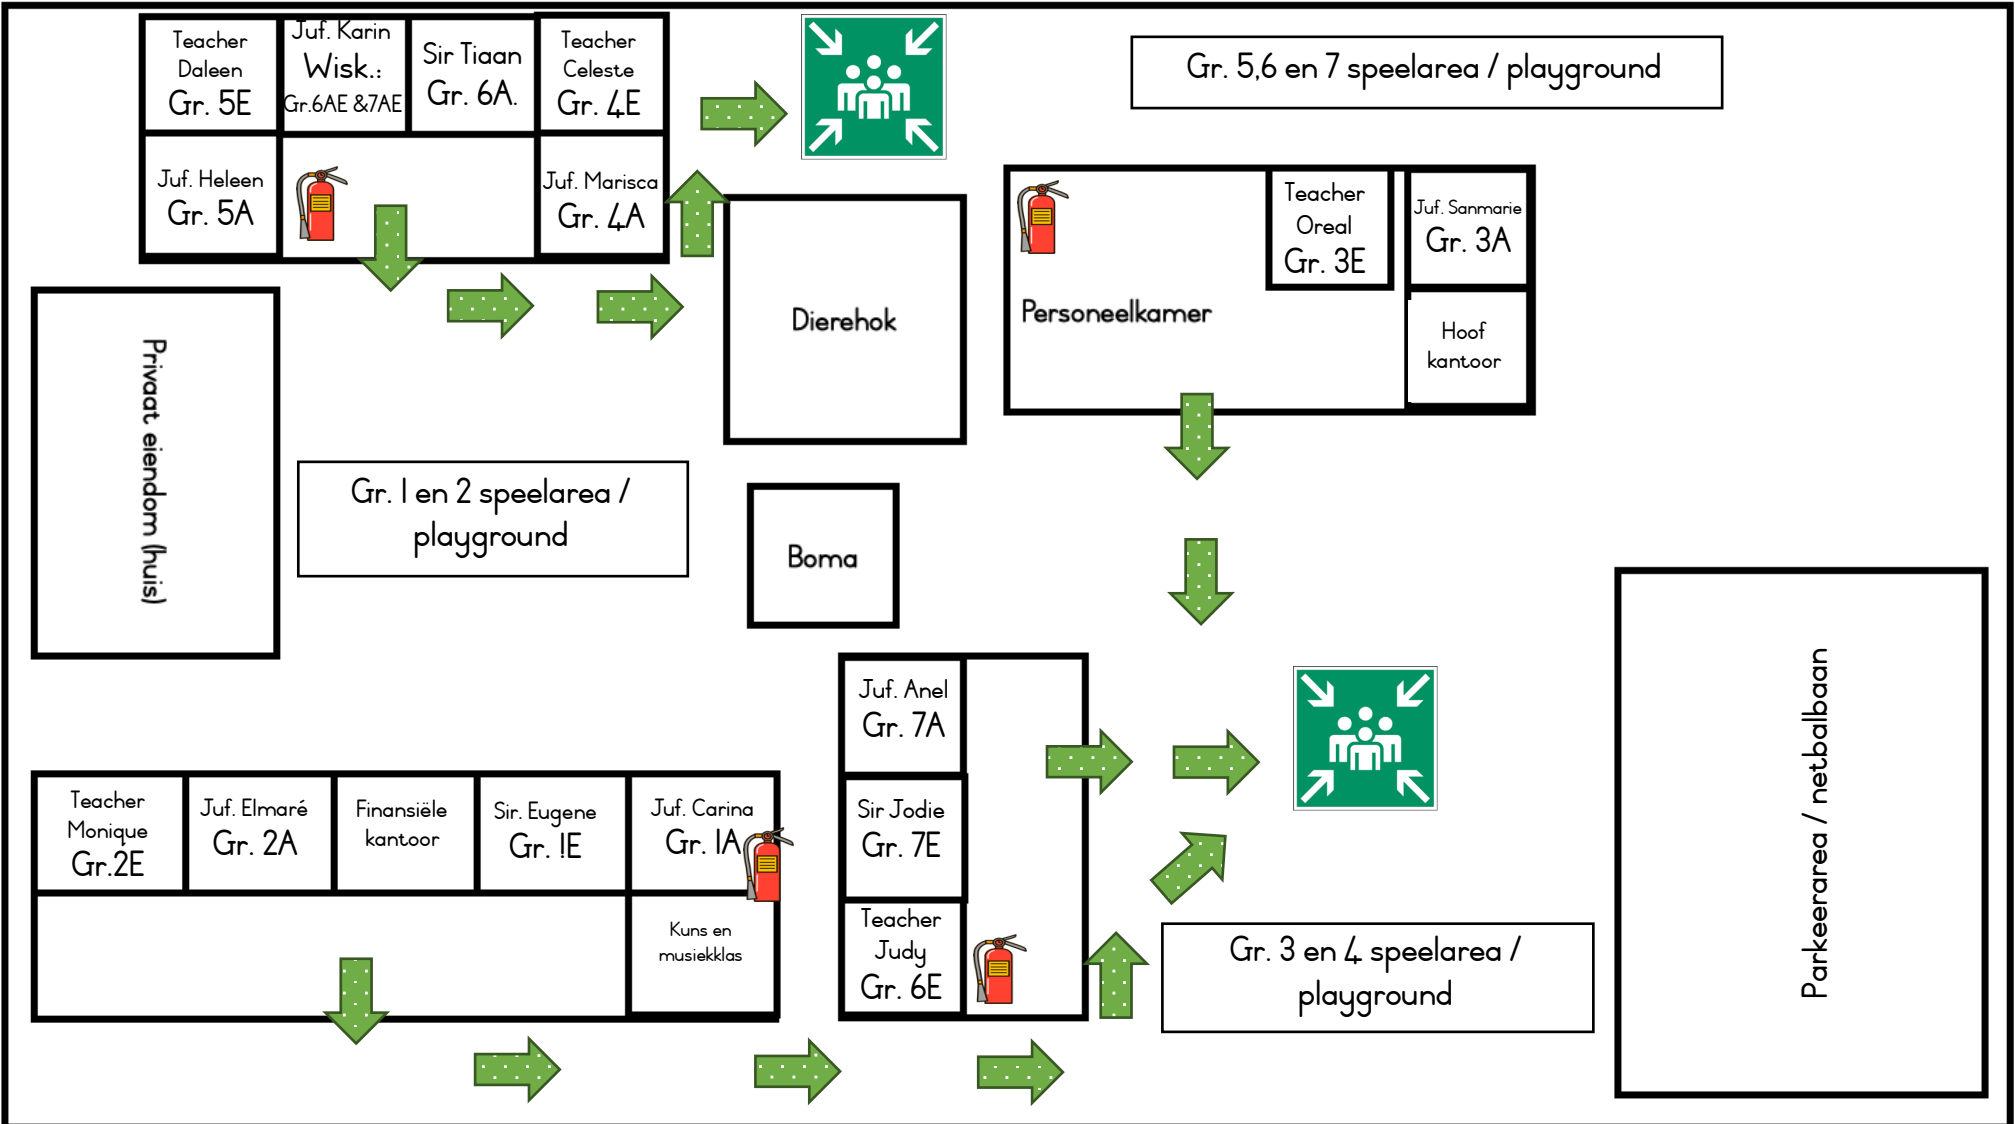 Teacher
Daleen
Gr. 5E
Juf. Karin
Wisk.:
Gr.6AE &7AE
Sir Tiaan
Gr. 6A.
Teacher
Celeste
Gr. 4E
Juf. Heleen
Gr. 5A
Juf. Marisca
Gr. 4A
Gr. 5,6 en 7 speelarea / playground
Teacher
Oreal
Gr. 3E
Juf. Sanmarie
Gr. 3A
Personeelkamer
Hoof
kantoor
Dierehok
Privaat eiendom (huis)
Gr. 1 en 2 speelarea /
playground
Boma
Juf. Anel
Gr. 7A
Sir Jodie
Gr. 7E
Teacher
Judy
Gr. 6E
Teacher
Monique
Gr.2E
Juf. Elmaré
Gr. 2A
Finansiële
kantoor
Sir. Eugene
Gr. !E
Juf. Carina
Gr. 1A
Kuns en
musiekklas
Gr. 3 en 4 speelarea /
playground
Parkeerarea / netbalbaan